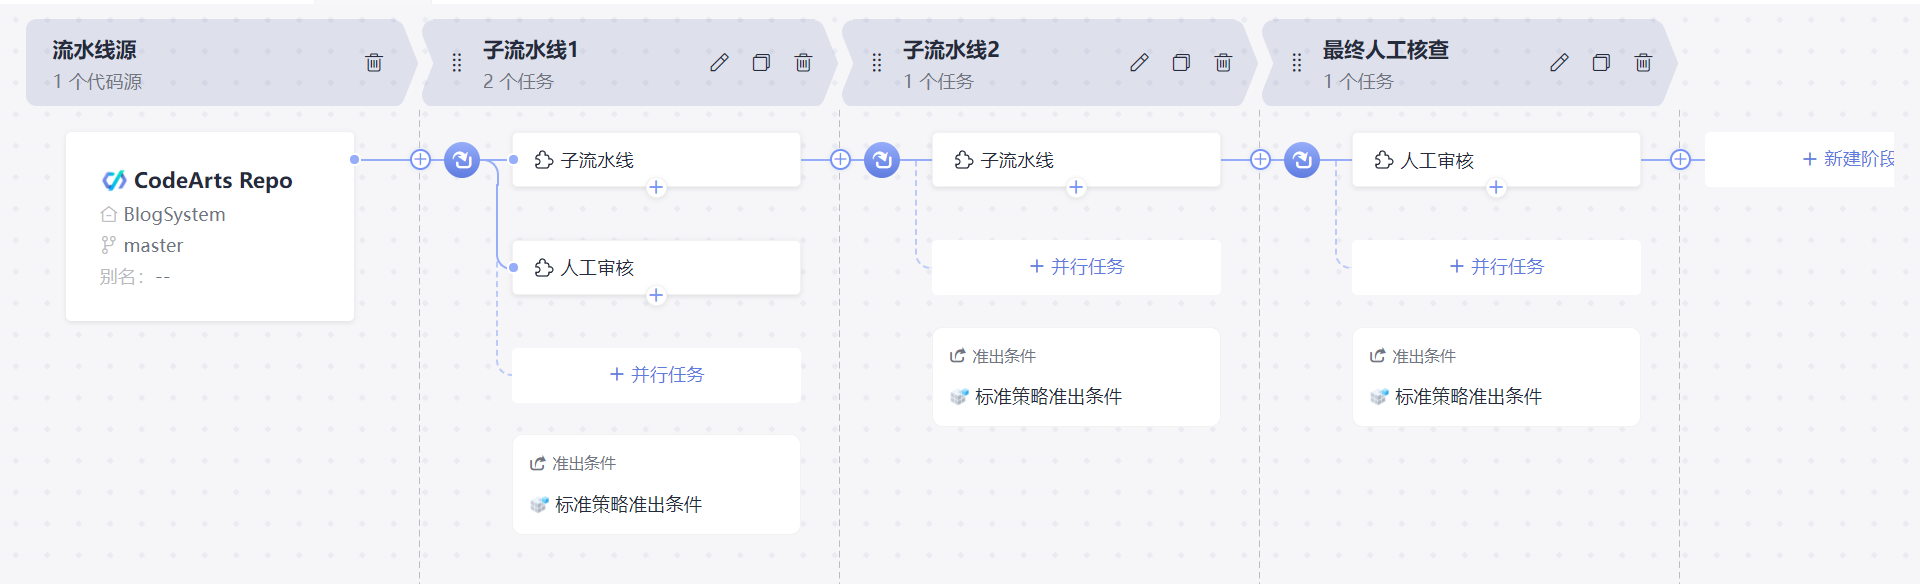 流水线源
1 个代码源
CodeArts Repo
BlogSystem
master
别名： --
子流水线1
2 个任务
子流水线
人工审核
+ 并行任务
准出条件
标准策略准出条件
子流水线2
1 个任务
子流水线
+ 并行任务
准出条件
标准策略准出条件
最终人工核查
1 个任务
人工审核
+ 并行任务
准出条件
标准策略准出条件
+ 新建阶段